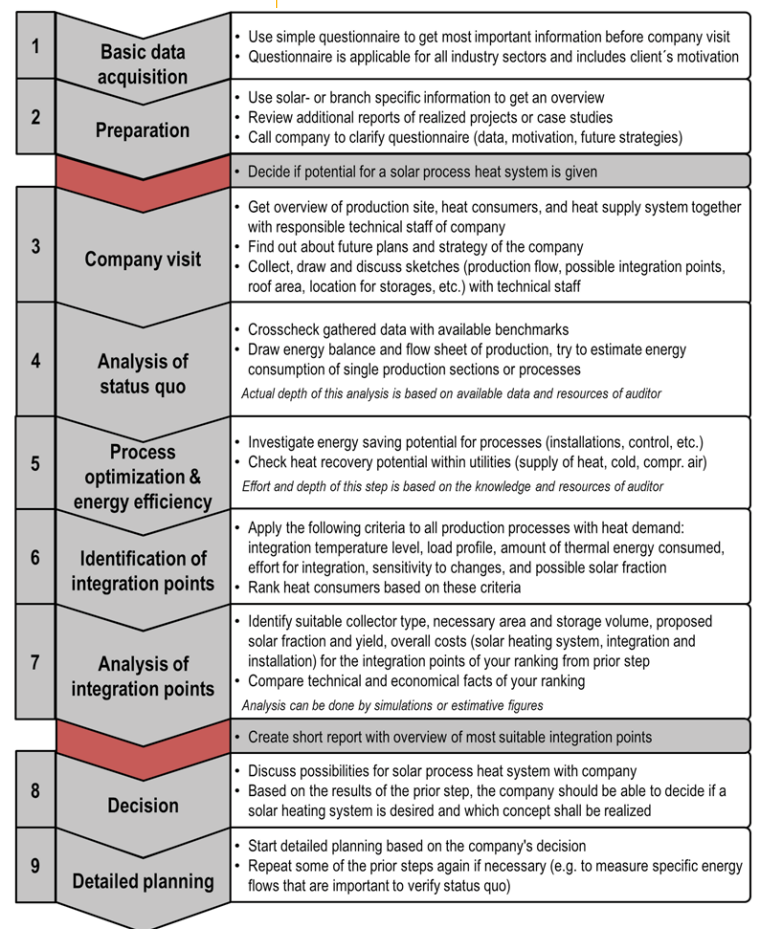 1
Basic data
acquisition
• Use simple questionnaire to get most important information before company visit
• Questionnaire is applicable for all industry sectors and includes client´s motivation
2
Preparation
• Use solar- or branch specific information to get an overview
• Review additional reports of realized projects or case studies
• Call company to clarify questionnaire (data, motivation, future strategies)
• Decide if potential for a solar process heat system is given
3
Company visit
• Get overview of production site, heat consumers, and heat supply system together
with responsible technical staff of company
• Find out about future plans and strategy of the company
• Collect, draw and discuss sketches (production flow, possible integration points,
roof area, location for storages, etc.) with technical staff
4
Analysis of
status quo
• Crosscheck gathered data with available benchmarks
• Draw energy balance and flow sheet of production, try to estimate energy
consumption of single production sections or processes
Actual depth of this analysis is based on available data and resources of auditor
5
Process
optimization &
energy efficiency
• Investigate energy saving potential for processes (installations, control, etc.)
• Check heat recovery potential within utilities (supply of heat, cold, compr. air)
Effort and depth of this step is based on the knowledge and resources of auditor
6
Identification of
integration points
• Apply the following criteria to all production processes with heat demand:
integration temperature level, load profile, amount of thermal energy consumed,
effort for integration, sensitivity to changes, and possible solar fraction
• Rank heat consumers based on these criteria
7
Analysis of
integration points
• Identify suitable collector type, necessary area and storage volume, proposed
solar fraction and yield, overall costs (solar heating system, integration and
installation) for the integration points of your ranking from prior step
• Compare technical and economical facts of your ranking
Analysis can be done by simulations or estimative figures
• Create short report with overview of most suitable integration points
8
Decision
• Discuss possibilities for solar process heat system with company
• Based on the results of the prior step, the company should be able to decide if a
solar heating system is desired and which concept shall be realized
9
Detailed planning
• Start detailed planning based on the company's decision
• Repeat some of the prior steps again if necessary (e.g. to measure specific energy
flows that are important to verify status quo)